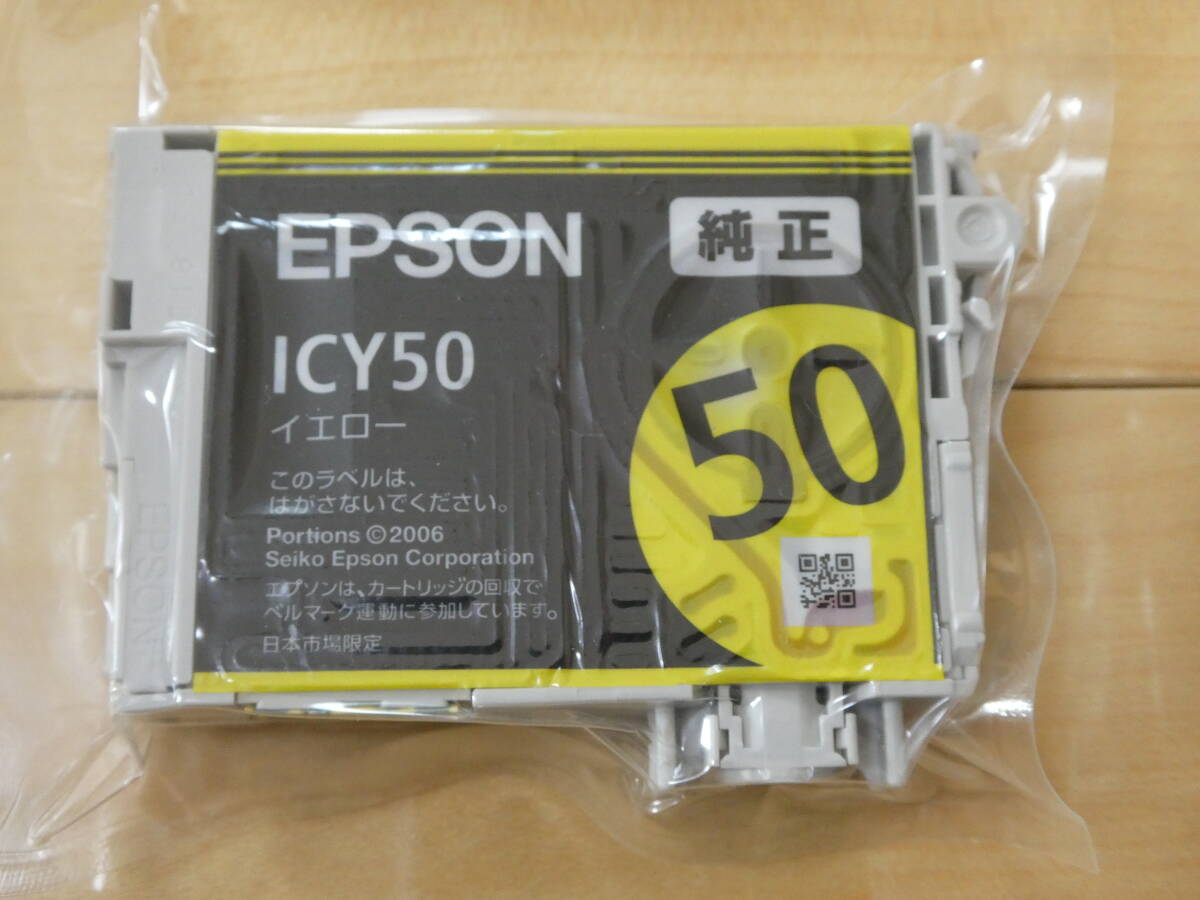 EPSON
純正
ICY50
イエロー
50
このラベルは、
はがさないでください。
Portions ©2006
Seiko Epson Corporation
エプソンは、カートリッジの回収で
ベルマーク運動に参加しています。
日本市場限定
EPSON